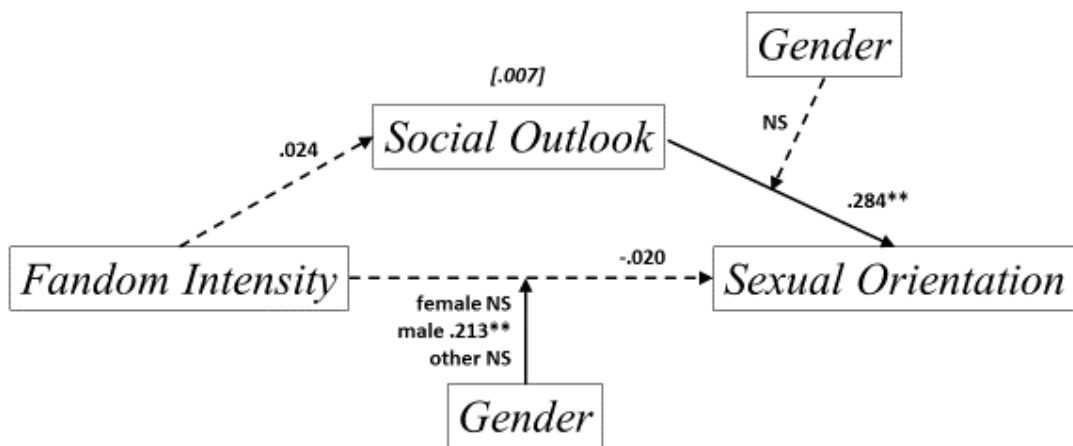 Gender
[.007]
Social Outlook
NS
.024
.284**
Fandom Intensity
-.020
Sexual Orientation
female NS
male .213**
other NS
Gender